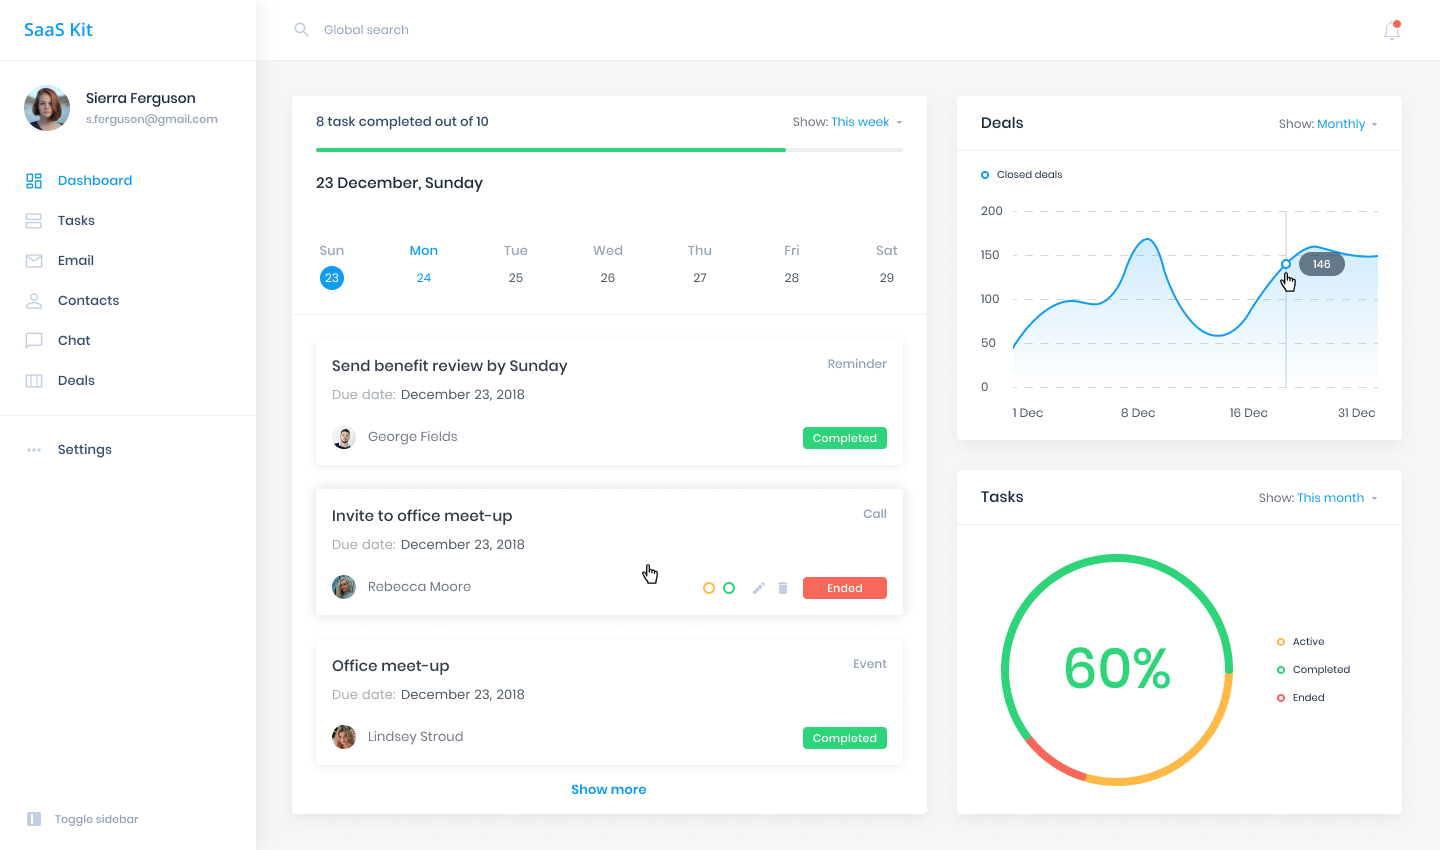 SaaS Kit
Global search
Sierra Ferguson
s.ferguson@gmail.com
Dashboard
Tasks
Email
Contacts
Chat
Deals
Settings
Toggle sidebar
8 task completed out of 10
Show: This week
23 December, Sunday
Sun Mon Tue Wed Thu Fri Sat
23 24 25 26 27 28 29
Send benefit review by Sunday
Reminder
Due date: December 23, 2018
George Fields
Completed
Invite to office meet-up
Call
Due date: December 23, 2018
Rebecca Moore
Ended
Office meet-up
Event
Due date: December 23, 2018
Lindsey Stroud
Completed
Show more
Deals
Show: Monthly
Closed deals
200
150
146
100
50
0
1 Dec 8 Dec 16 Dec 31 Dec
Tasks
Show: This month
60%
Active
Completed
Ended